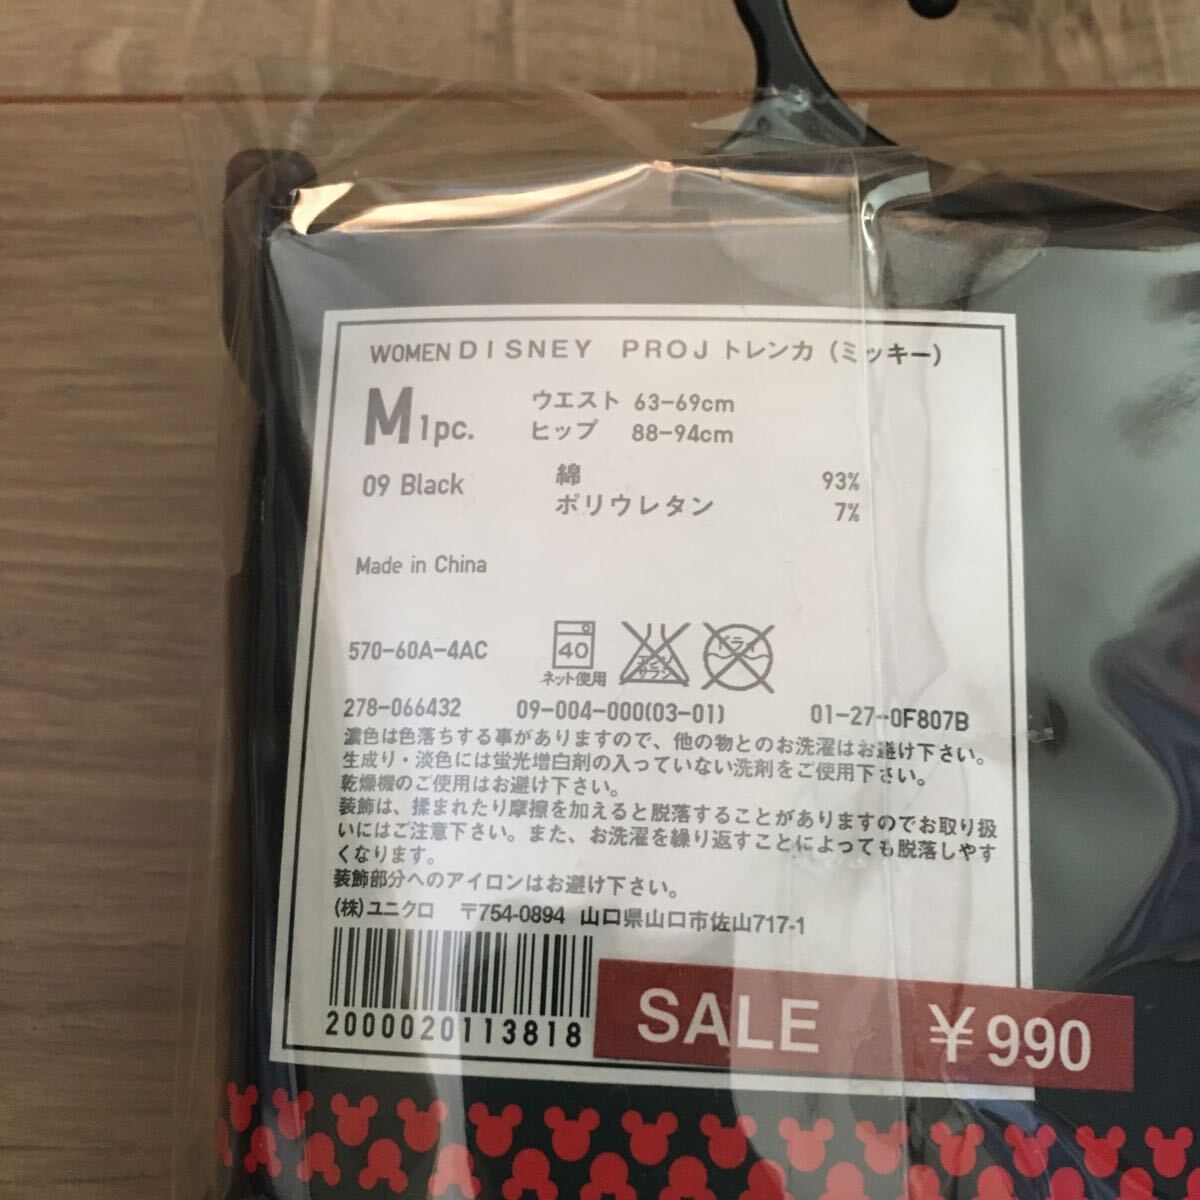 WOMEN DISNEY PROJ トレンカ (ミッキー)
M 1pc.
ウエスト 63-69cm
ヒップ 88-94cm
09 Black
綿 93%
ポリウレタン 7%
Made in China
570-60A-4AC
40
ネット使用
エンソ
サラシ
ドライ
278-066432 09-004-000(03-01) 01-27-0F807B
濃色は色落ちする事がありますので、他の物とのお洗濯はお避け下さい。
生成り・淡色には蛍光増白剤の入っていない洗剤をご使用下さい。
乾燥機のご使用はお避け下さい。
装飾は、揉まれたり摩擦を加えると脱落することがありますのでお取り扱
いにはご注意下さい。また、お洗濯を繰り返すことによっても脱落しやす
くなります。
装飾部分へのアイロンはお避け下さい。
(株)ユニクロ 〒754-0894 山口県山口市佐山717-1
2000020113818
SALE ¥990